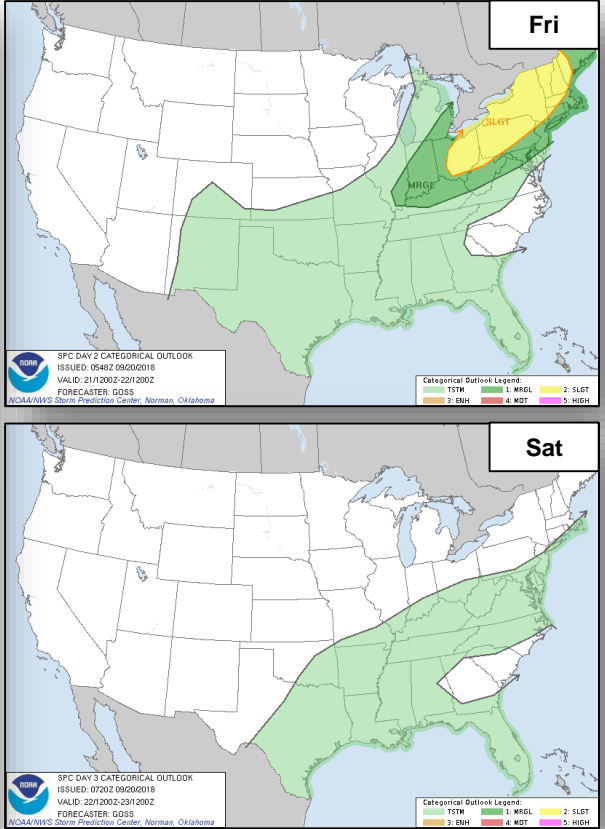 Fri
SLGT
MRGL
NOAA
SPC DAY 2 CATEGORICAL OUTLOOK
ISSUED: 0548Z 09/20/2018
VALID: 21/1200Z-22/1200Z
FORECASTER: GOSS
NOAA/NWS Storm Prediction Center, Norman, Oklahoma
Categorical Outlook Legend:
TSTM 1: MRGL 2: SLGT
3: ENH 4: MDT 5: HIGH
Sat
NOAA
SPC DAY 3 CATEGORICAL OUTLOOK
ISSUED: 0720Z 09/20/2018
VALID: 22/1200Z-23/1200Z
FORECASTER: GOSS
NOAA/NWS Storm Prediction Center, Norman, Oklahoma
Categorical Outlook Legend:
TSTM 1: MRGL 2: SLGT
3: ENH 4: MDT 5: HIGH